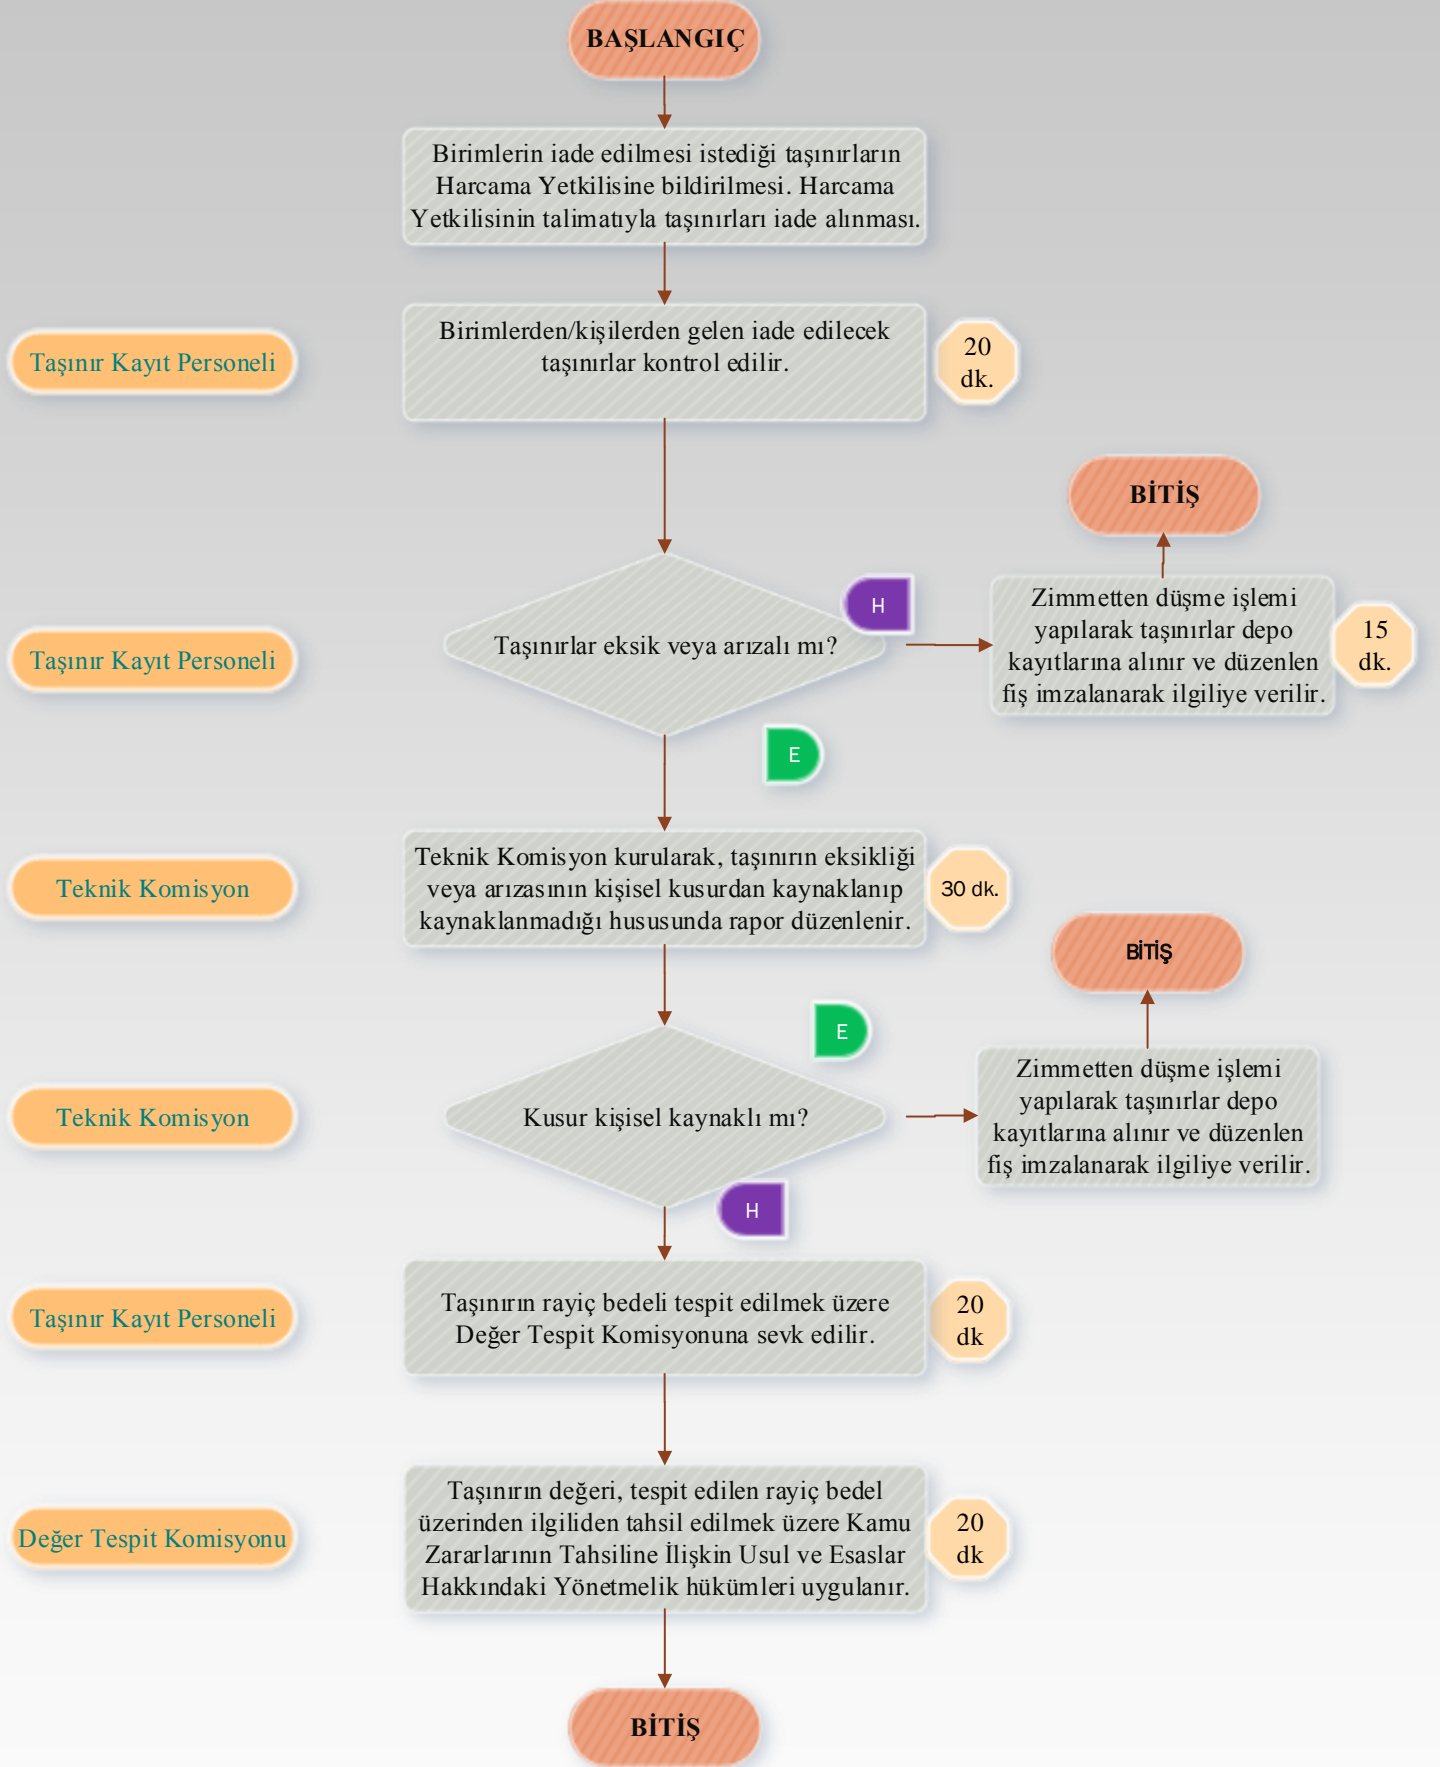 BAŞLANGIÇ
Birimlerin iade edilmesi istediği taşınırların
Harcama Yetkilisine bildirilmesi. Harcama
Yetkilisinin talimatıyla taşınırları iade alınması.
Taşınır Kayıt Personeli
Birimlerden/kişilerden gelen iade edilecek
taşınırlar kontrol edilir.
20
dk.
BİTİŞ
Taşınır Kayıt Personeli
Taşınırlar eksik veya arızalı mı?
H
Zimmetten düşme işlemi
yapılarak taşınırlar depo
kayıtlarına alınır ve düzenlen
fiş imzalanarak ilgiliye verilir.
15
dk.
E
Teknik Komisyon
Teknik Komisyon kurularak, taşınırın eksikliği
veya arızasının kişisel kusurdan kaynaklanıp
kaynaklanmadığı hususunda rapor düzenlenir.
30 dk.
BİTİŞ
E
Teknik Komisyon
Kusur kişisel kaynaklı mı?
Zimmetten düşme işlemi
yapılarak taşınırlar depo
kayıtlarına alınır ve düzenlen
fiş imzalanarak ilgiliye verilir.
H
Taşınır Kayıt Personeli
Taşınırın rayiç bedeli tespit edilmek üzere
Değer Tespit Komisyonuna sevk edilir.
20
dk
Değer Tespit Komisyonu
Taşınırın değeri, tespit edilen rayiç bedel
üzerinden ilgiliden tahsil edilmek üzere Kamu
Zararlarının Tahsiline İlişkin Usul ve Esaslar
Hakkındaki Yönetmelik hükümleri uygulanır.
20
dk
BİTİŞ